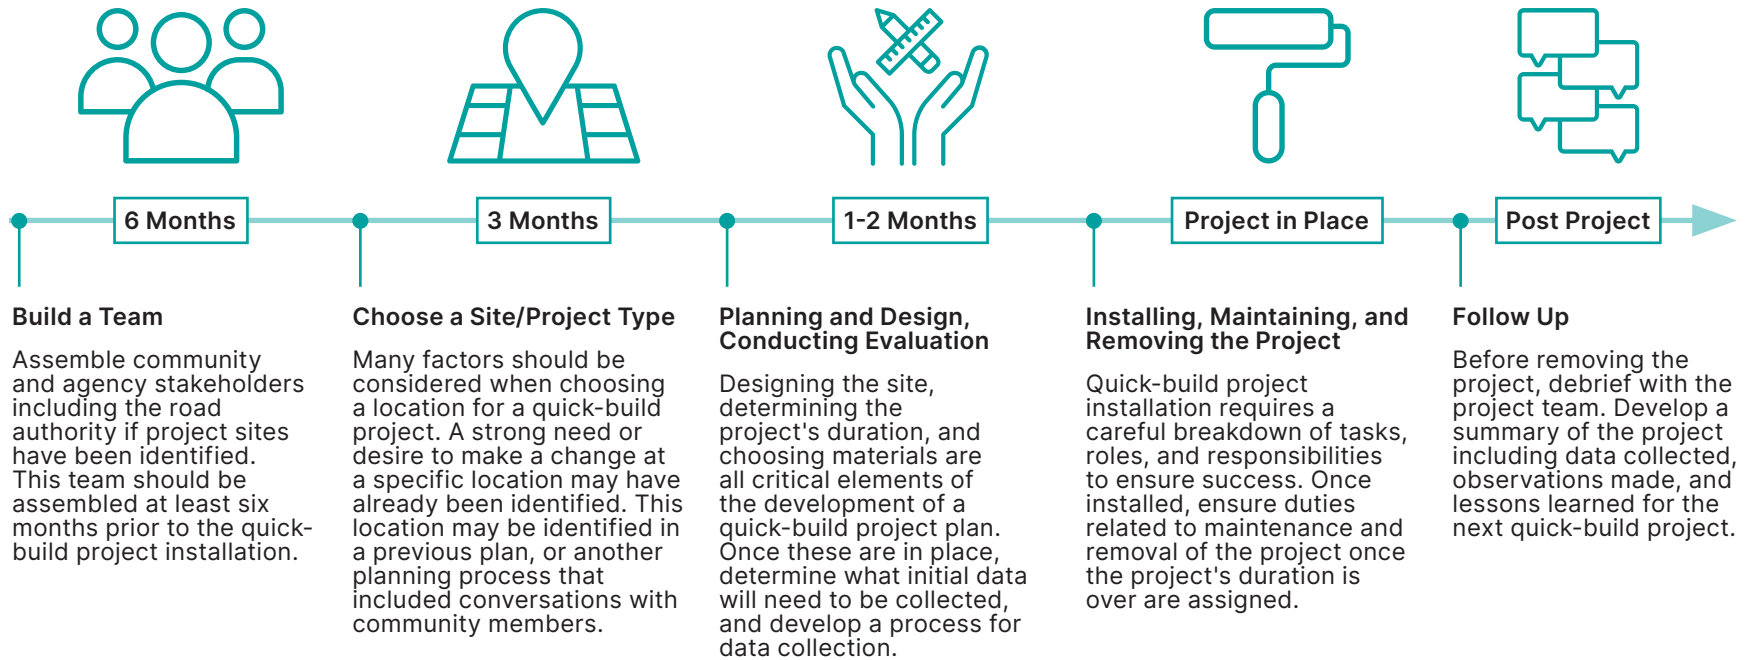 6 Months
3 Months
1-2 Months
Project in Place
Post Project
Build a Team
Assemble community
and agency stakeholders
including the road
authority if project sites
have been identified.
This team should be
assembled at least six
months prior to the quick-
build project installation.
Choose a Site/Project Type
Many factors should be
considered when choosing
a location for a quick-build
project. A strong need or
desire to make a change at
a specific location may have
already been identified. This
location may be identified in
a previous plan, or another
planning process that
included conversations with
community members.
Planning and Design,
Conducting Evaluation
Designing the site,
determining the
project's duration, and
choosing materials are
all critical elements of
the development of a
quick-build project plan.
Once these are in place,
determine what initial data
will need to be collected,
and develop a process for
data collection.
Installing, Maintaining, and
Removing the Project
Quick-build project
installation requires a
careful breakdown of tasks,
roles, and responsibilities
to ensure success. Once
installed, ensure duties
related to maintenance and
removal of the project once
the project's duration is
over are assigned.
Follow Up
Before removing the
project, debrief with the
project team. Develop a
summary of the project
including data collected,
observations made, and
lessons learned for the
next quick-build project.